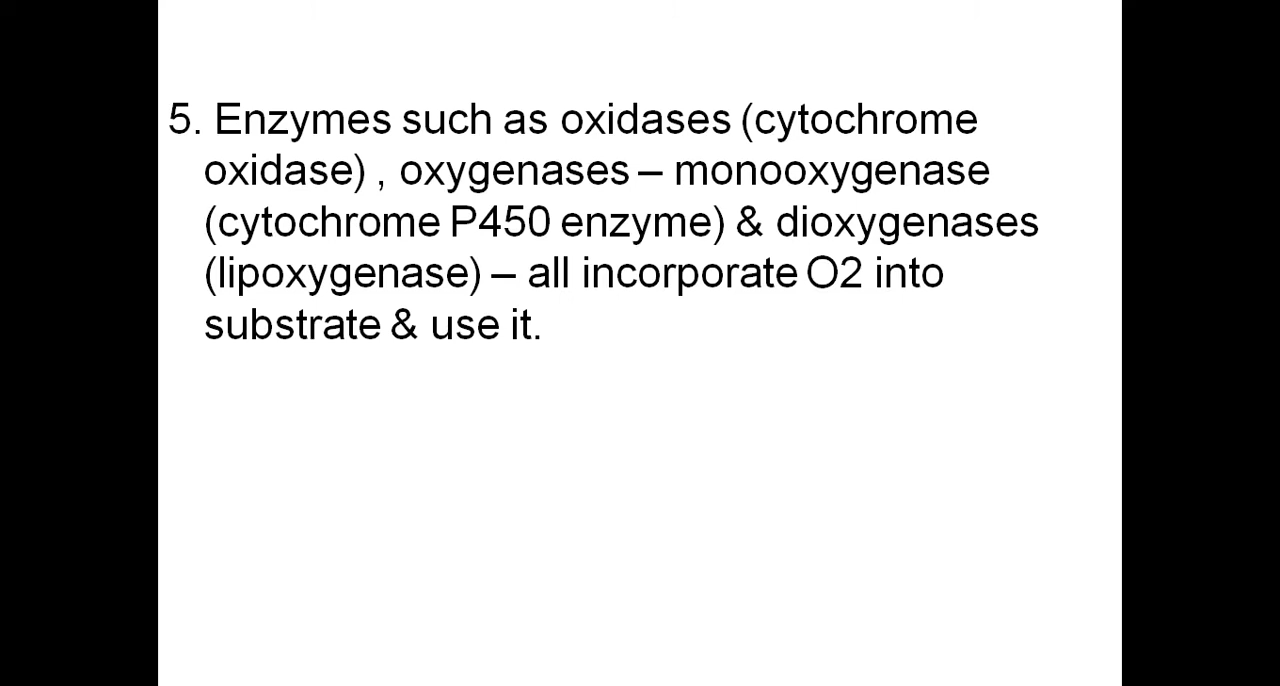 5. Enzymes such as oxidases (cytochrome
oxidase) , oxygenases – monooxygenase
(cytochrome P450 enzyme) & dioxygenases
(lipoxygenase) – all incorporate O2 into
substrate & use it.